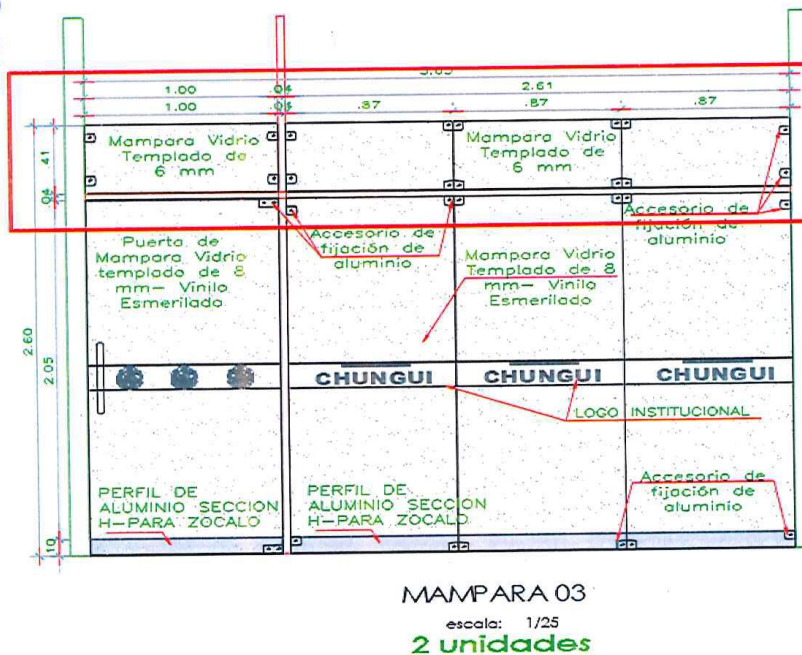 1.00 .04 2.61
1.00 .04 .87 .87 .87
41
04
2.60
2.05
10
Mampara Vidrio
Templado de
6 mm
Mampara Vidrio
Templado de
6 mm
Accesorio de
fijación de
aluminio
Accesorio de
fijación de
aluminio
Puerta de
Mampara Vidrio
templado de 8
mm- Vinilo
Esmerilado
Mampara Vidrio
Templado de 8
mm- Vinilo
Esmerilado
CHUNGUI CHUNGUI CHUNGUI
LOGO INSTITUCIONAL
PERFIL DE
ALUMINIO SECCION
H-PARA ZOCALO
PERFIL DE
ALUMINIO SECCION
H-PARA ZOCALO
Accesorio de
fijación de
aluminio
MAMPARA 03
escala: 1/25
2 unidades